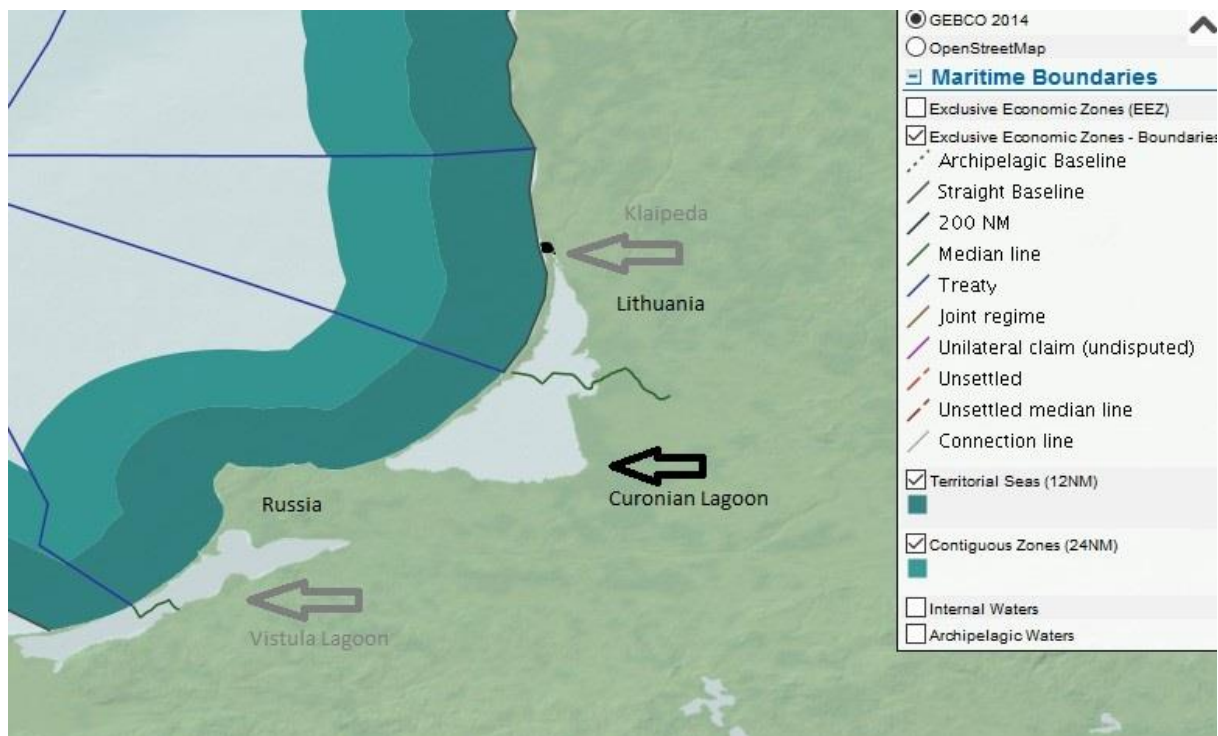 GEBCO 2014
OpenStreetMap
Maritime Boundaries
Exclusive Economic Zones (EEZ)
Exclusive Economic Zones - Boundaries
Archipelagic Baseline
Straight Baseline
200 NM
Median line
Treaty
Joint regime
Unilateral claim (undisputed)
Unsettled
Unsettled median line
Connection line
Territorial Seas (12NM)
Contiguous Zones (24NM)
Internal Waters
Archipelagic Waters
Klaipeda
Lithuania
Curonian Lagoon
Russia
Vistula Lagoon